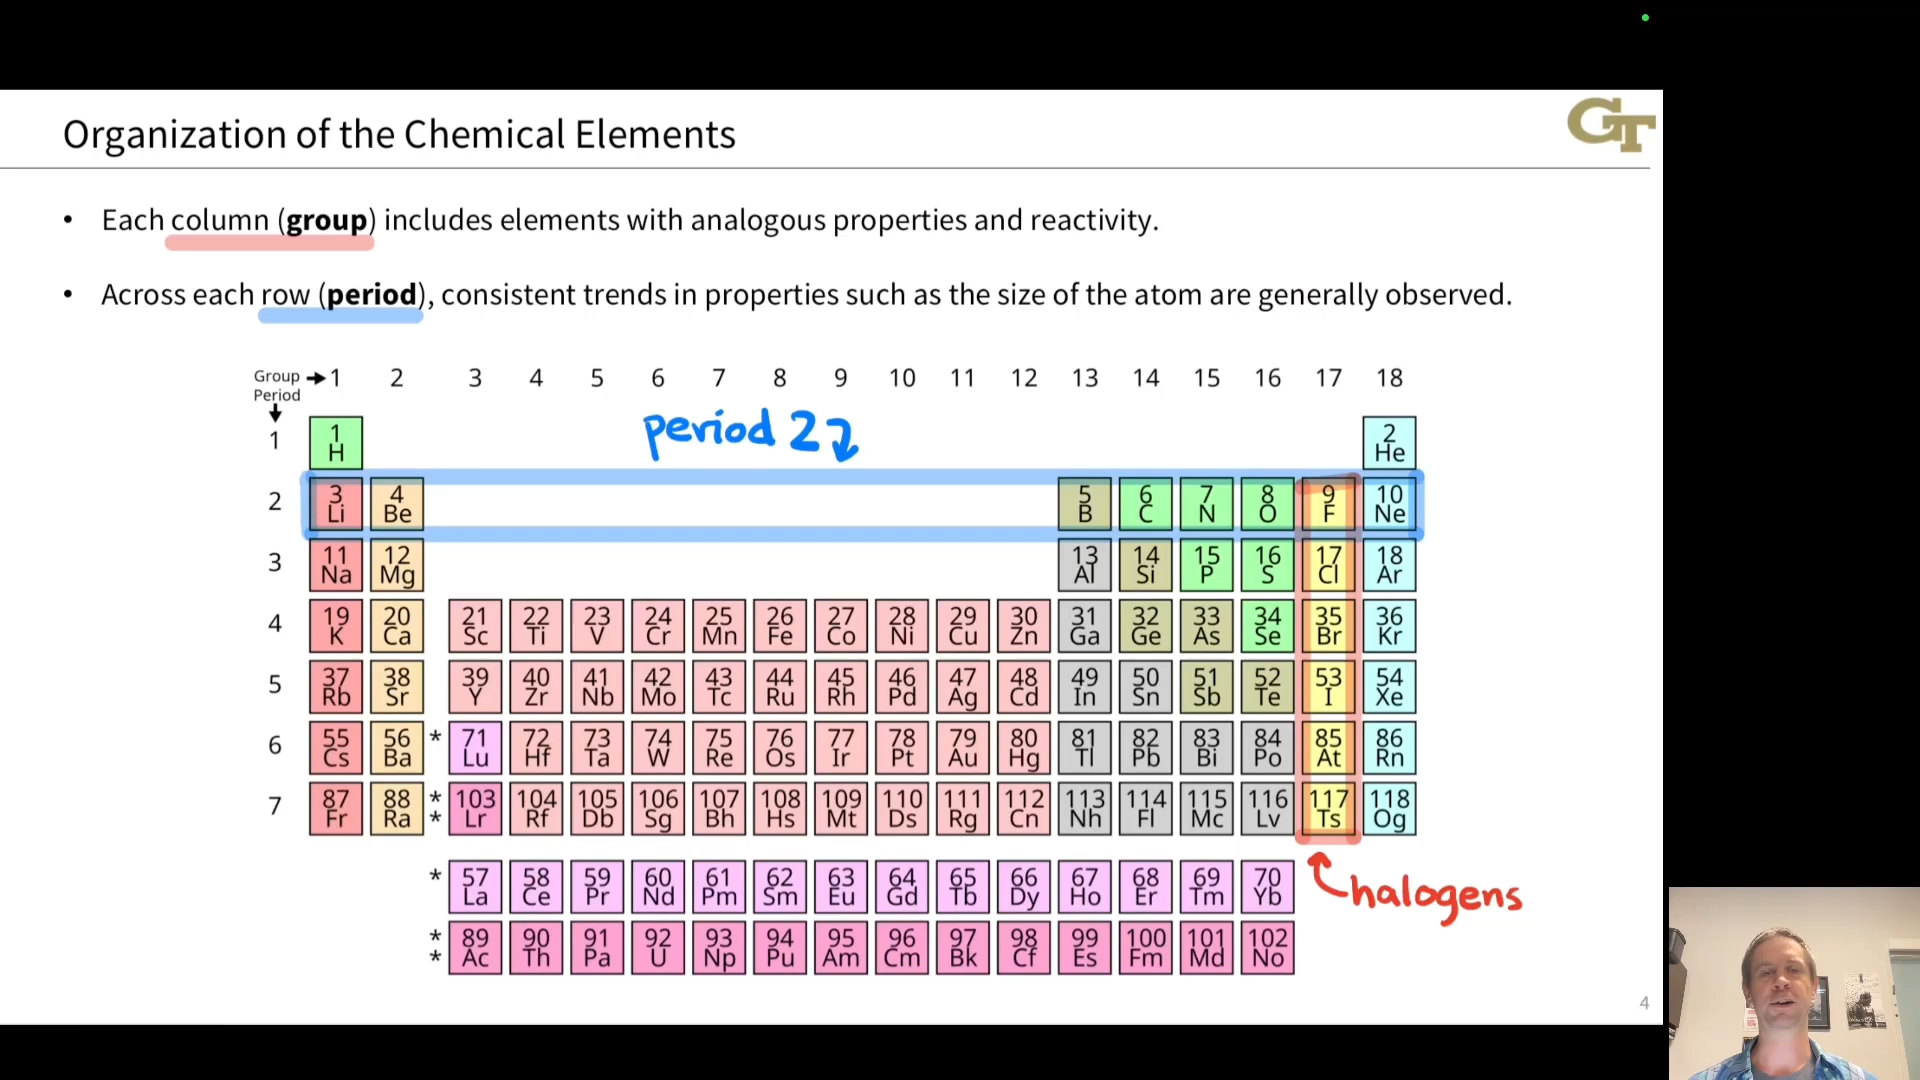 GT
Organization of the Chemical Elements
• Each column (group) includes elements with analogous properties and reactivity.
• Across each row (period), consistent trends in properties such as the size of the atom are generally observed.
Group → 1 2 3 4 5 6 7 8 9 10 11 12 13 14 15 16 17 18
Period
period 2
1 1 2
H He
2 3 4 5 6 7 8 9 10
Li Be B C N O F Ne
3 11 12 13 14 15 16 17 18
Na Mg Al Si P S Cl Ar
4 19 20 21 22 23 24 25 26 27 28 29 30 31 32 33 34 35 36
K Ca Sc Ti V Cr Mn Fe Co Ni Cu Zn Ga Ge As Se Br Kr
5 37 38 39 40 41 42 43 44 45 46 47 48 49 50 51 52 53 54
Rb Sr Y Zr Nb Mo Tc Ru Rh Pd Ag Cd In Sn Sb Te I Xe
6 55 56 * 71 72 73 74 75 76 77 78 79 80 81 82 83 84 85 86
Cs Ba Lu Hf Ta W Re Os Ir Pt Au Hg Tl Pb Bi Po At Rn
7 87 88 * 103 104 105 106 107 108 109 110 111 112 113 114 115 116 117 118
Fr Ra * Lr Rf Db Sg Bh Hs Mt Ds Rg Cn Nh Fl Mc Lv Ts Og
* 57 58 59 60 61 62 63 64 65 66 67 68 69 70
La Ce Pr Nd Pm Sm Eu Gd Tb Dy Ho Er Tm Yb
halogens
* 89 90 91 92 93 94 95 96 97 98 99 100 101 102
* Ac Th Pa U Np Pu Am Cm Bk Cf Es Fm Md No
4